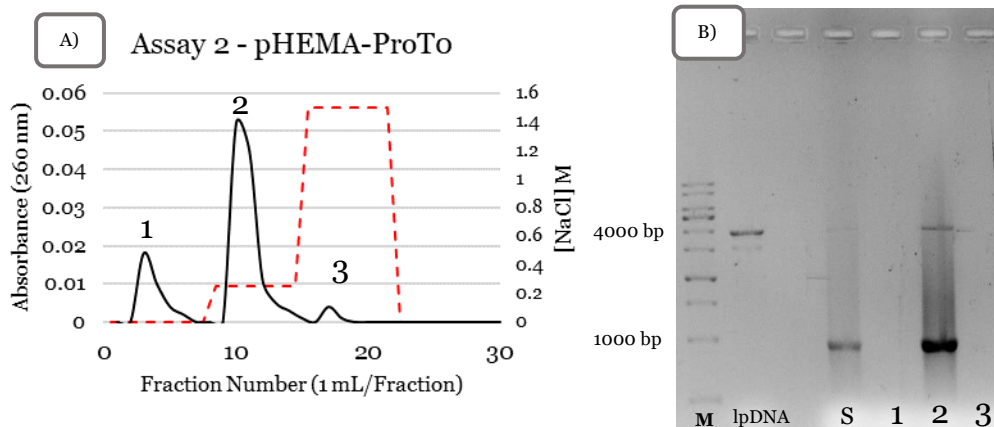 A)
Assay 2 - pHEMA-ProT0
Absorbance (260 nm)
0.06
0.05
0.04
0.03
0.02
0.01
0
1
2
3
1.6
1.4
1.2
1
0.8
0.6
0.4
0.2
0
[NaCl] M
0 10 20 30
Fraction Number (1 mL/Fraction)
B)
4000 bp
1000 bp
M lpDNA S 1 2 3